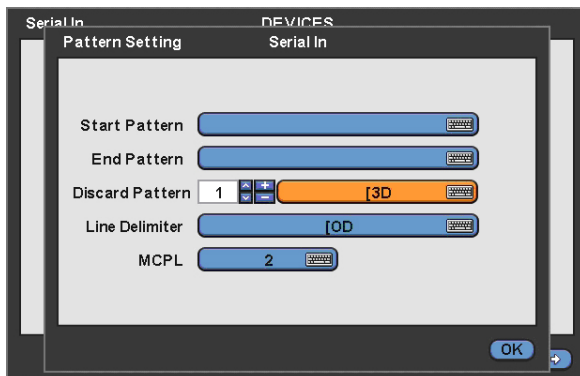 Serial In DEVICES
Pattern Setting Serial In
Start Pattern
End Pattern
Discard Pattern 1 [3D
Line Delimiter [0D
MCPL 2
OK